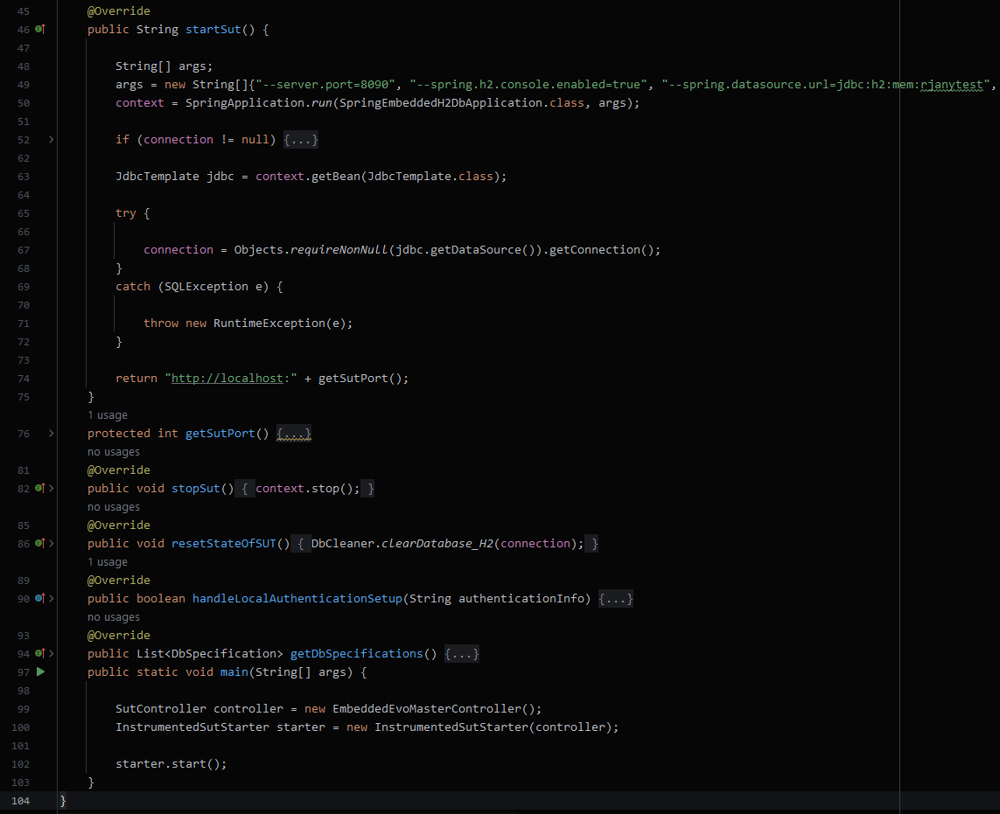 45 @Override
46 public String startSut() {
47
48 String[] args;
49 args = new String[]{"--server.port=8090", "--spring.h2.console.enabled=true", "--spring.datasource.url=jdbc:h2:mem:rjanytest",
50 context = SpringApplication.run(SpringEmbeddedH2DbApplication.class, args);
51
52 if (connection != null) {...}
62
63 JdbcTemplate jdbc = context.getBean(JdbcTemplate.class);
64
65 try {
66
67 connection = Objects.requireNonNull(jdbc.getDataSource()).getConnection();
68 }
69 catch (SQLException e) {
70
71 throw new RuntimeException(e);
72 }
73
74 return "http://localhost:" + getSutPort();
75 }
1 usage
76 protected int getSutPort() {...}
no usages
81 @Override
82 public void stopSut() { context.stop(); }
no usages
85 @Override
86 public void resetStateOfSUT() { DbCleaner.clearDatabase_H2(connection); }
1 usage
89 @Override
90 public boolean handleLocalAuthenticationSetup(String authenticationInfo) {...}
no usages
93 @Override
94 public List<DbSpecification> getDbSpecifications() {...}
97 public static void main(String[] args) {
98
99 SutController controller = new EmbeddedEvoMasterController();
100 InstrumentedSutStarter starter = new InstrumentedSutStarter(controller);
101
102 starter.start();
103 }
104 }